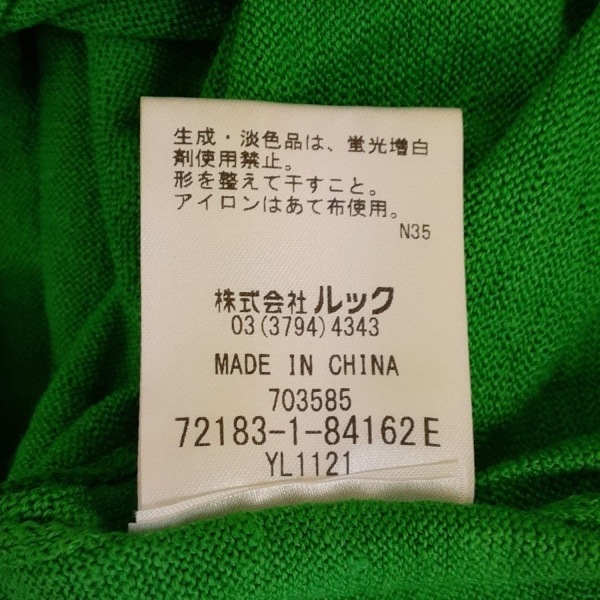 生成・淡色品は、蛍光増白
剤使用禁止。
形を整えて干すこと。
アイロンはあて布使用。
N35
株式会社 ルック
03(3794)4343
MADE IN CHINA
703585
72183-1-84162E
YL1121